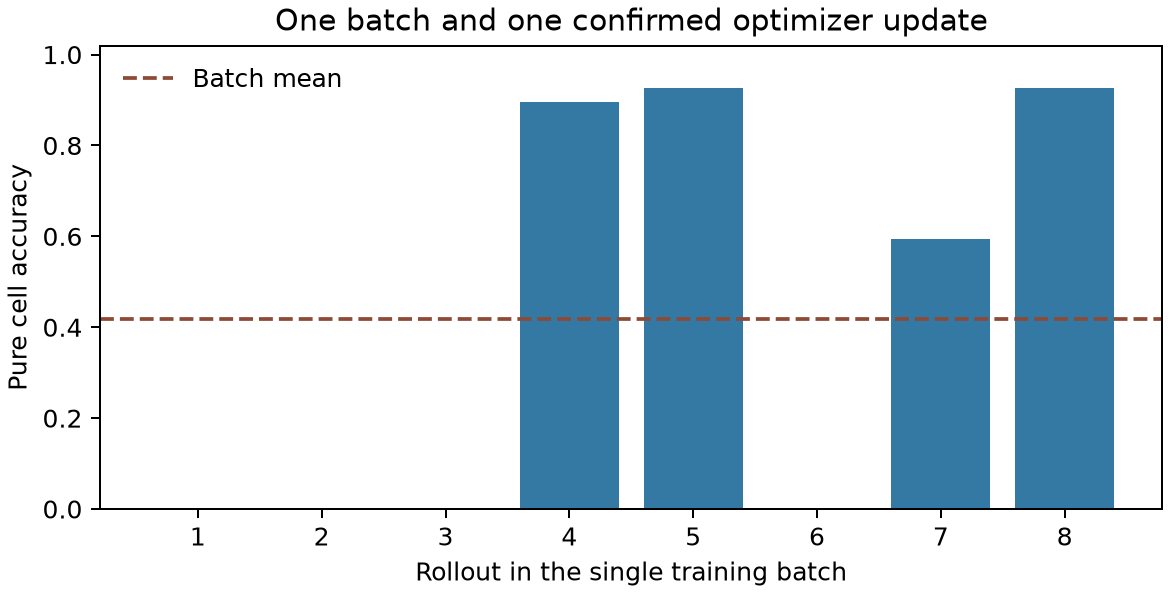 One batch and one confirmed optimizer update
Batch mean
Pure cell accuracy
1.0
0.8
0.6
0.4
0.2
0.0
1 2 3 4 5 6 7 8
Rollout in the single training batch